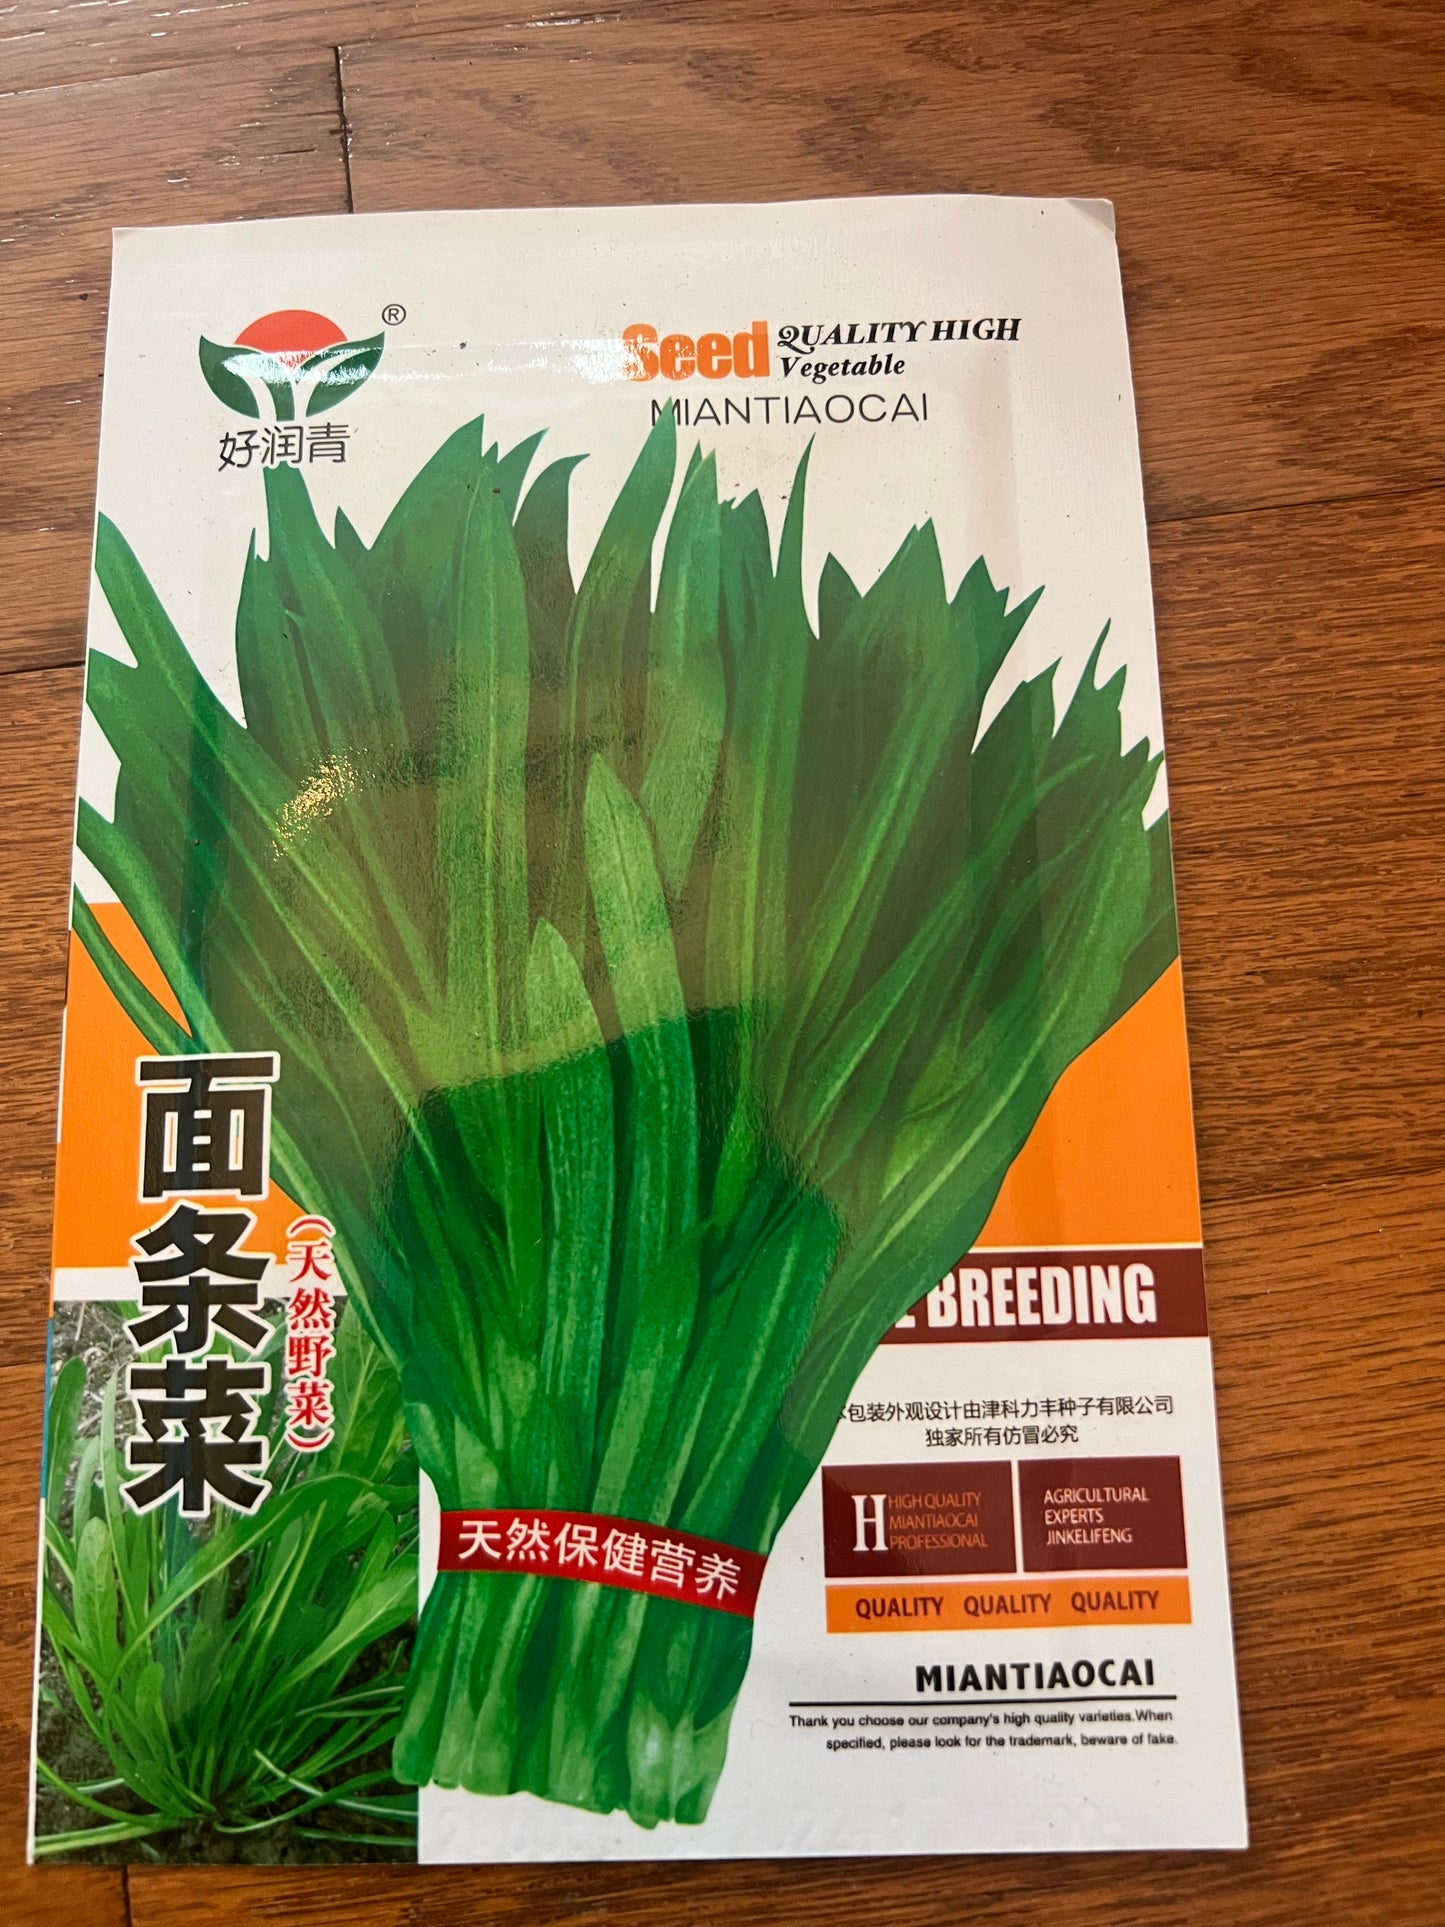 ®
好润青
Seed QUALITY HIGH
Vegetable
MIANTIAOCAI
面条菜
（天然野菜）
BREEDING
包装外观设计由津科力丰种子有限公司
独家所有仿冒必究
H HIGH QUALITY
MIANTIAOCAI
PROFESSIONAL
AGRICULTURAL
EXPERTS
JINKELIFENG
天然保健营养
QUALITY QUALITY QUALITY
MIANTIAOCAI
Thank you choose our company's high quality varieties.When
specified, please look for the trademark, beware of fake.